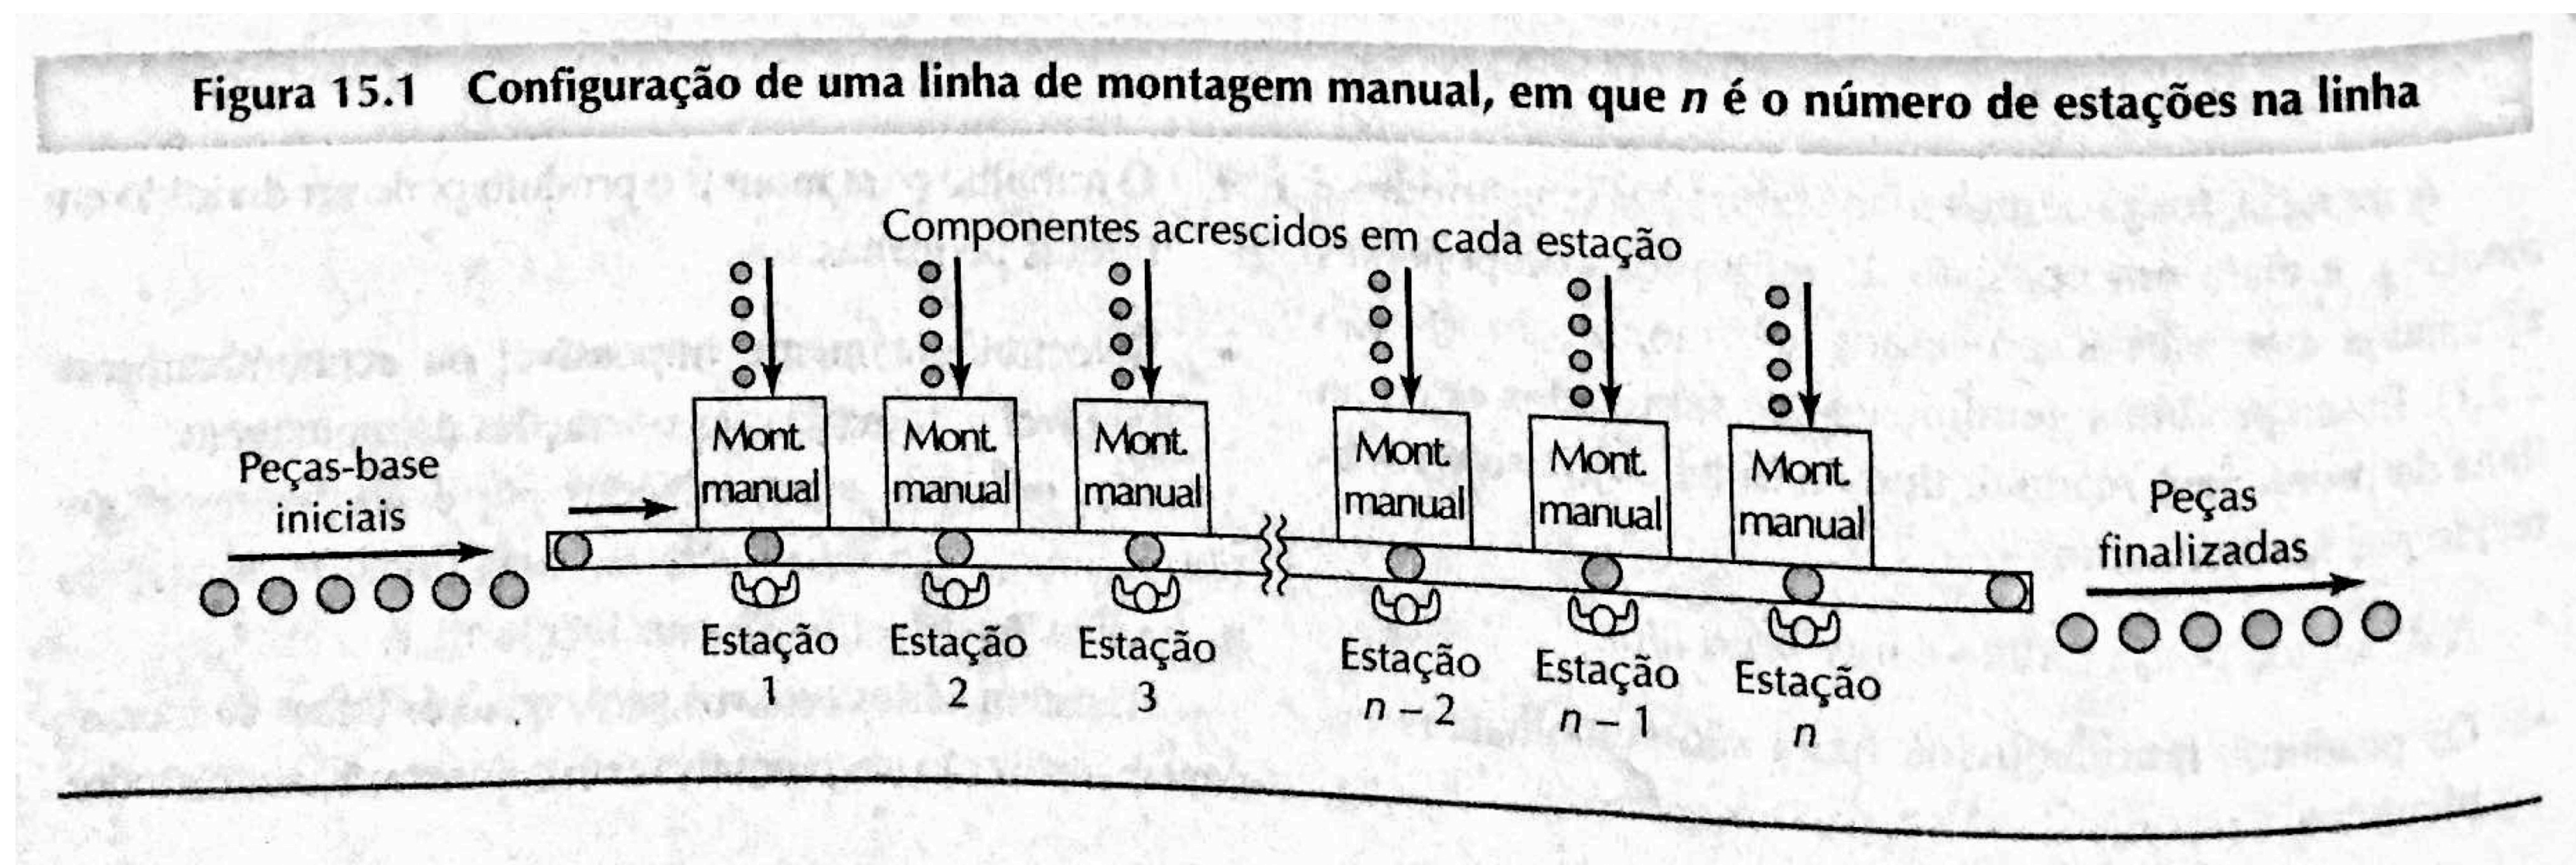 Figura 15.1 Configuração de uma linha de montagem manual, em que n é o número de estações na linha
Componentes acrescidos em cada estação
Peças-base
iniciais
Mont.
manual
Mont.
manual
Mont.
manual
Mont.
manual
Mont.
manual
Mont.
manual
Peças
finalizadas
Estação
1
Estação
2
Estação
3
Estação
n – 2
Estação
n – 1
Estação
n